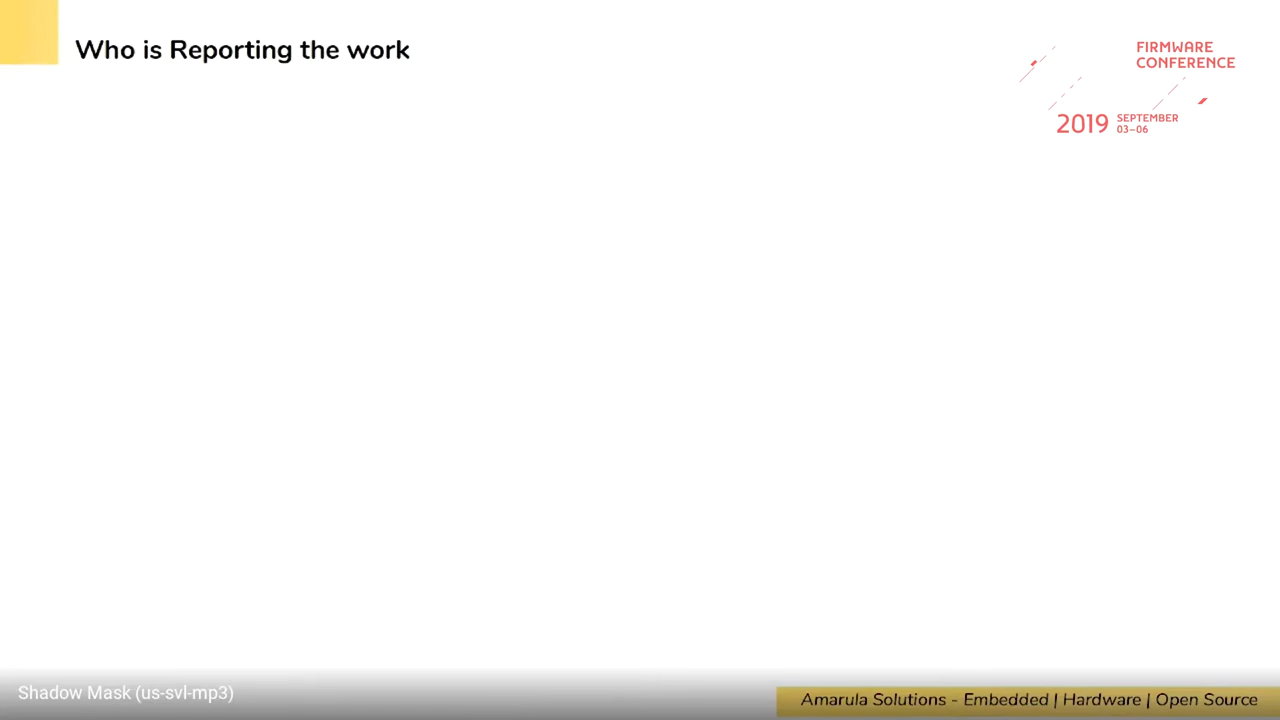 Who is Reporting the work
FIRMWARE
CONFERENCE
2019 SEPTEMBER
03–06
Shadow Mask (us-svl-mp3)
Amarula Solutions - Embedded | Hardware | Open Source